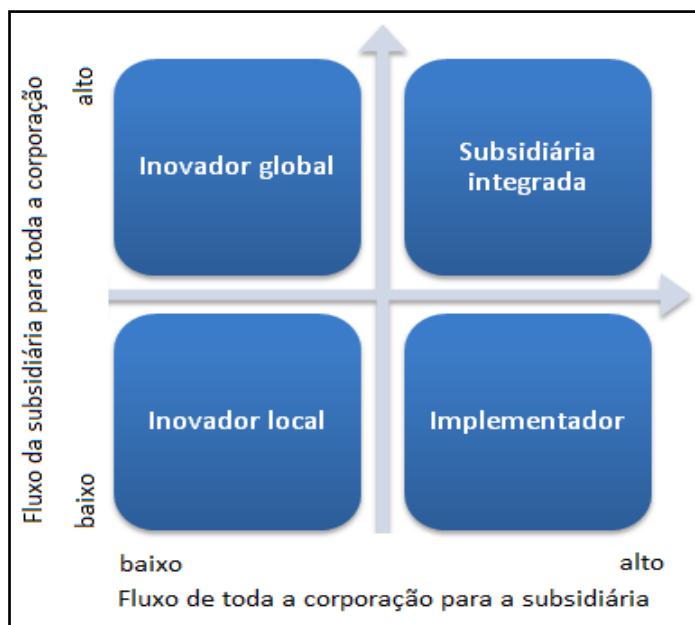 Fluxo da subsidiária para toda a corporação
alto
baixo
Inovador global
Subsidiária
integrada
Inovador local
Implementador
baixo
alto
Fluxo de toda a corporação para a subsidiária